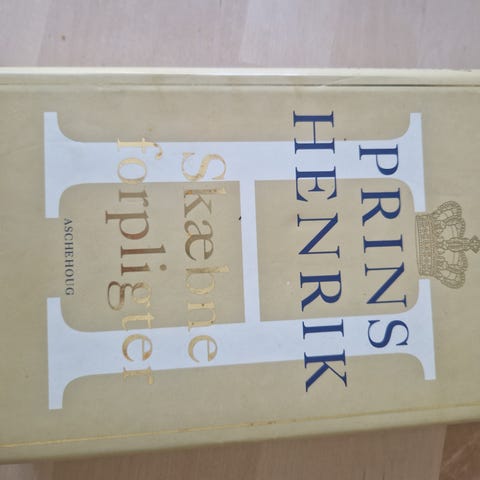 PRINS
HENRIK
Skæbne
forpligter
ASCHEHOUG